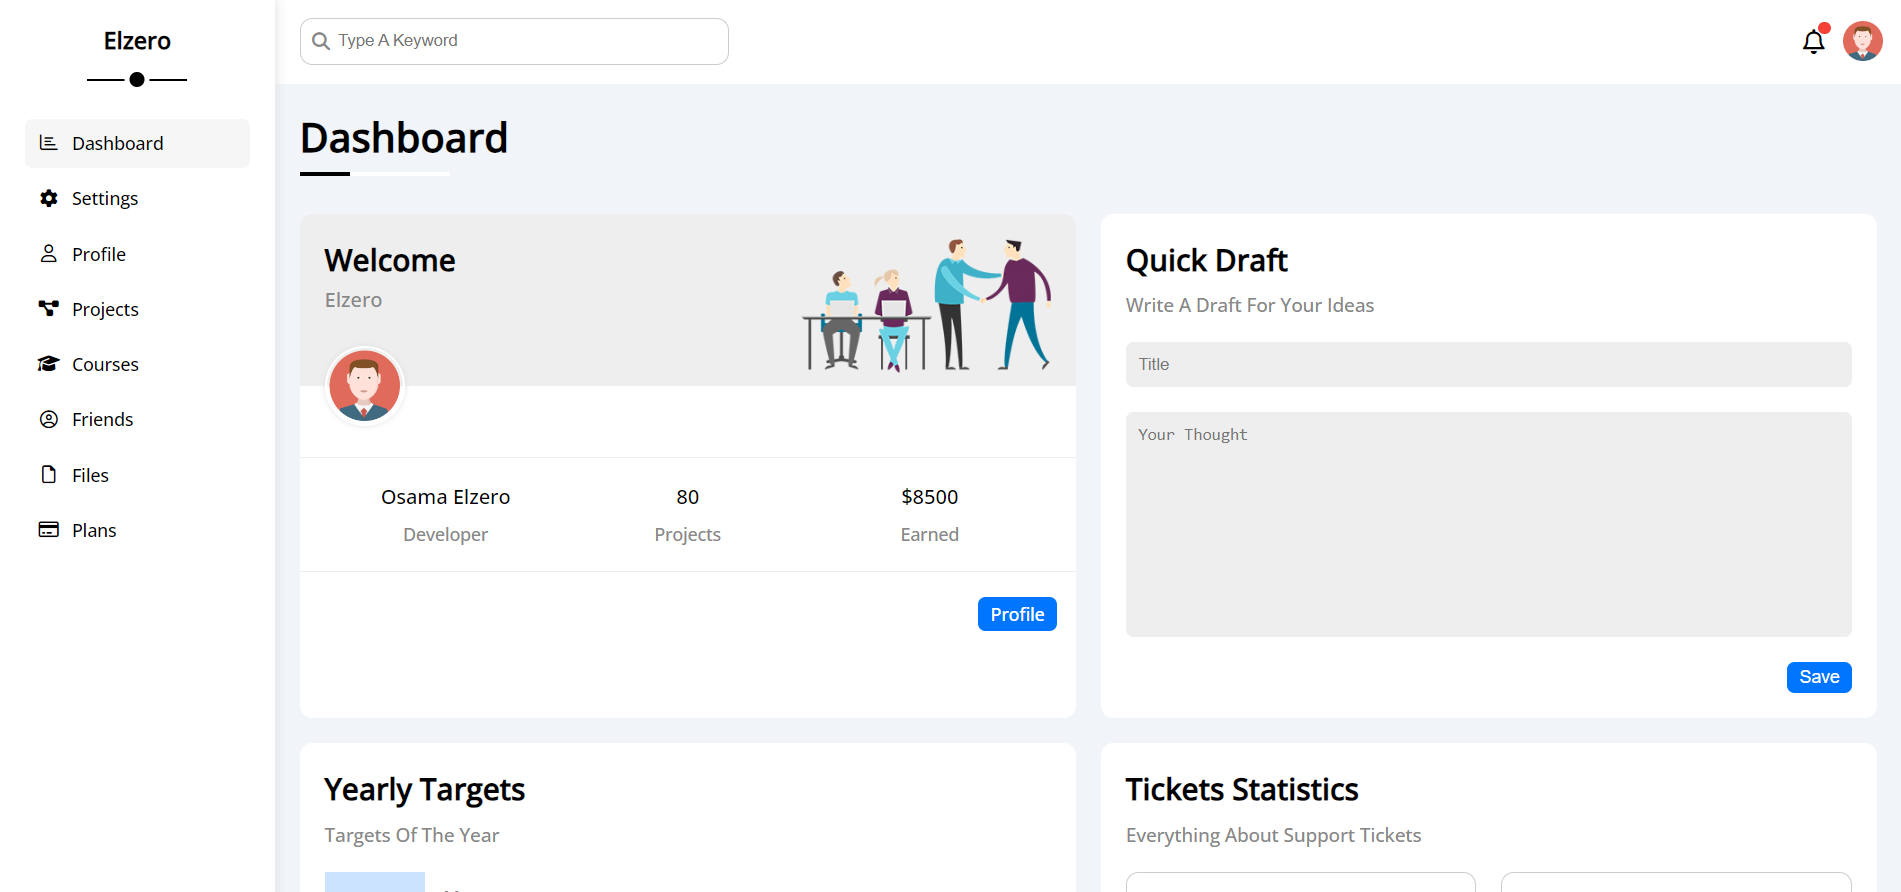 Elzero
Dashboard
Settings
Profile
Projects
Courses
Friends
Files
Plans
Type A Keyword
Dashboard
Welcome
Elzero
Osama Elzero
Developer
80
Projects
$8500
Earned
Profile
Quick Draft
Write A Draft For Your Ideas
Title
Your Thought
Save
Yearly Targets
Targets Of The Year
Tickets Statistics
Everything About Support Tickets